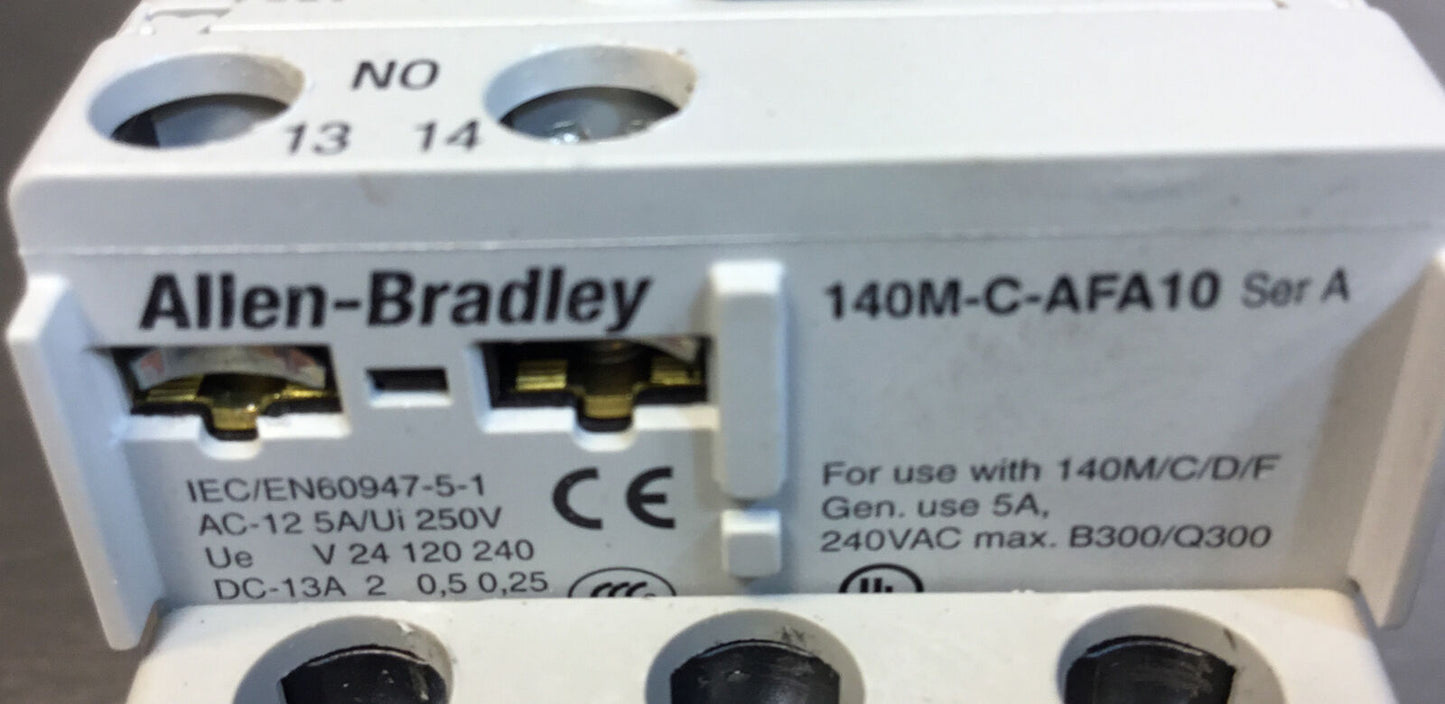 NO
13 14
Allen-Bradley
140M-C-AFA10 Ser A
IEC/EN60947-5-1
AC-12 5A/Ui 250V
Ue V 24 120 240
DC-13A 2 0,5 0,25
CE
CCC
For use with 140M/C/D/F
Gen. use 5A,
240VAC max. B300/Q300
UL